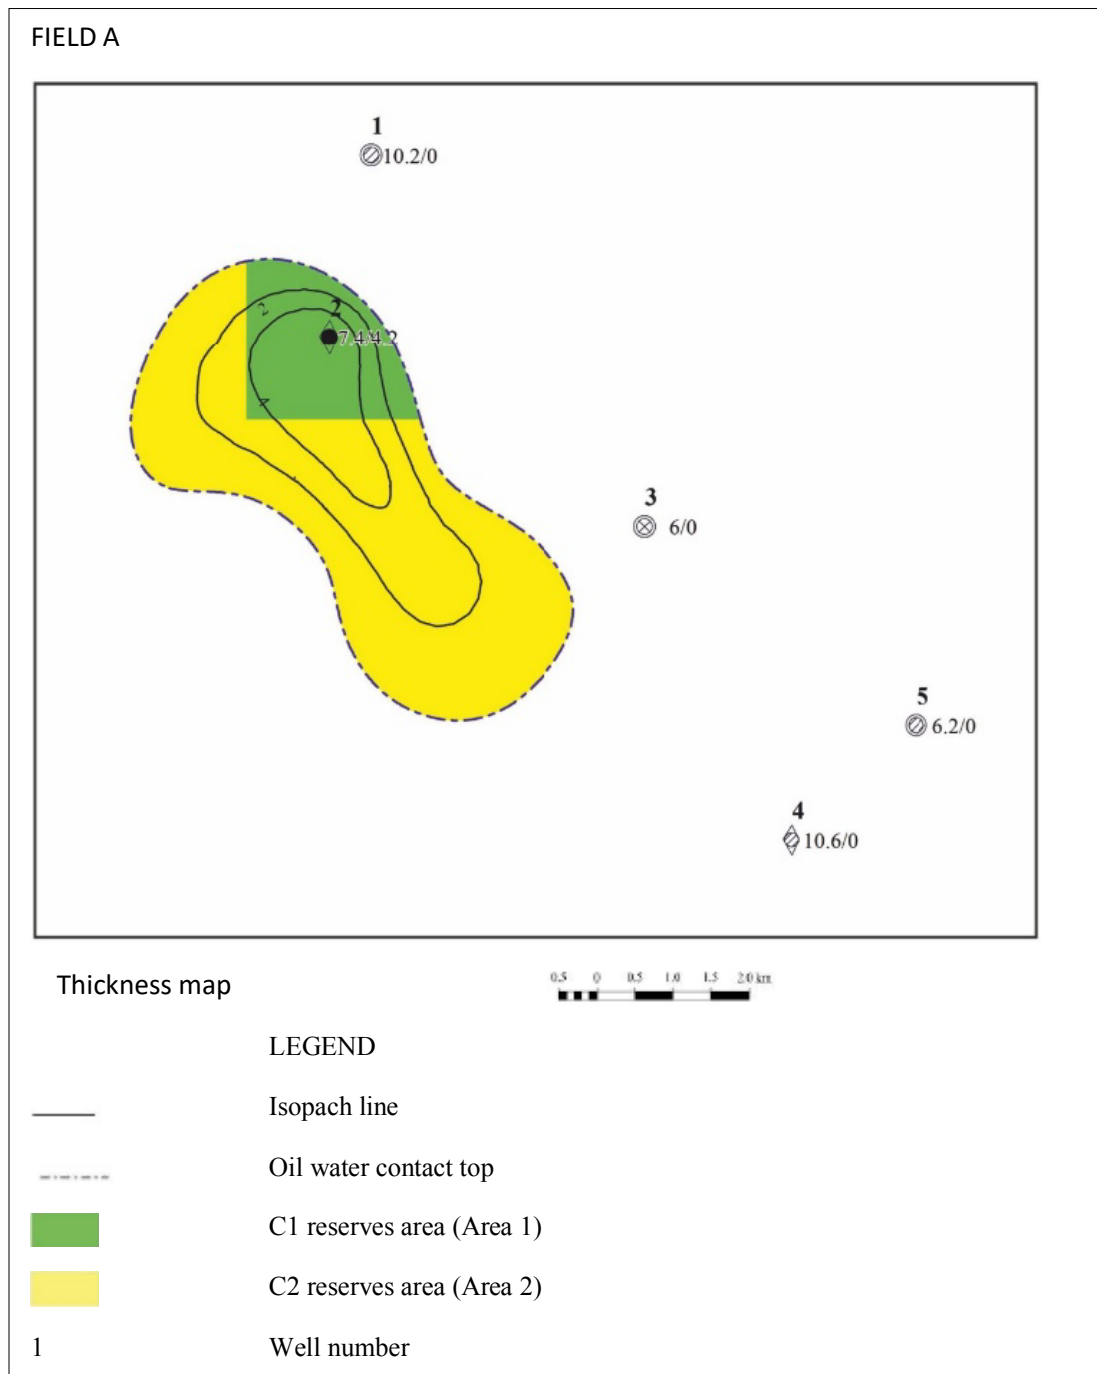 FIELD A
1
10.2/0
2
2
7.4/4.2
4
3
6/0
5
6.2/0
4
10.6/0
Thickness map
0.5 0 0.5 1.0 1.5 2.0 km
LEGEND
Isopach line
Oil water contact top
C1 reserves area (Area 1)
C2 reserves area (Area 2)
1 Well number